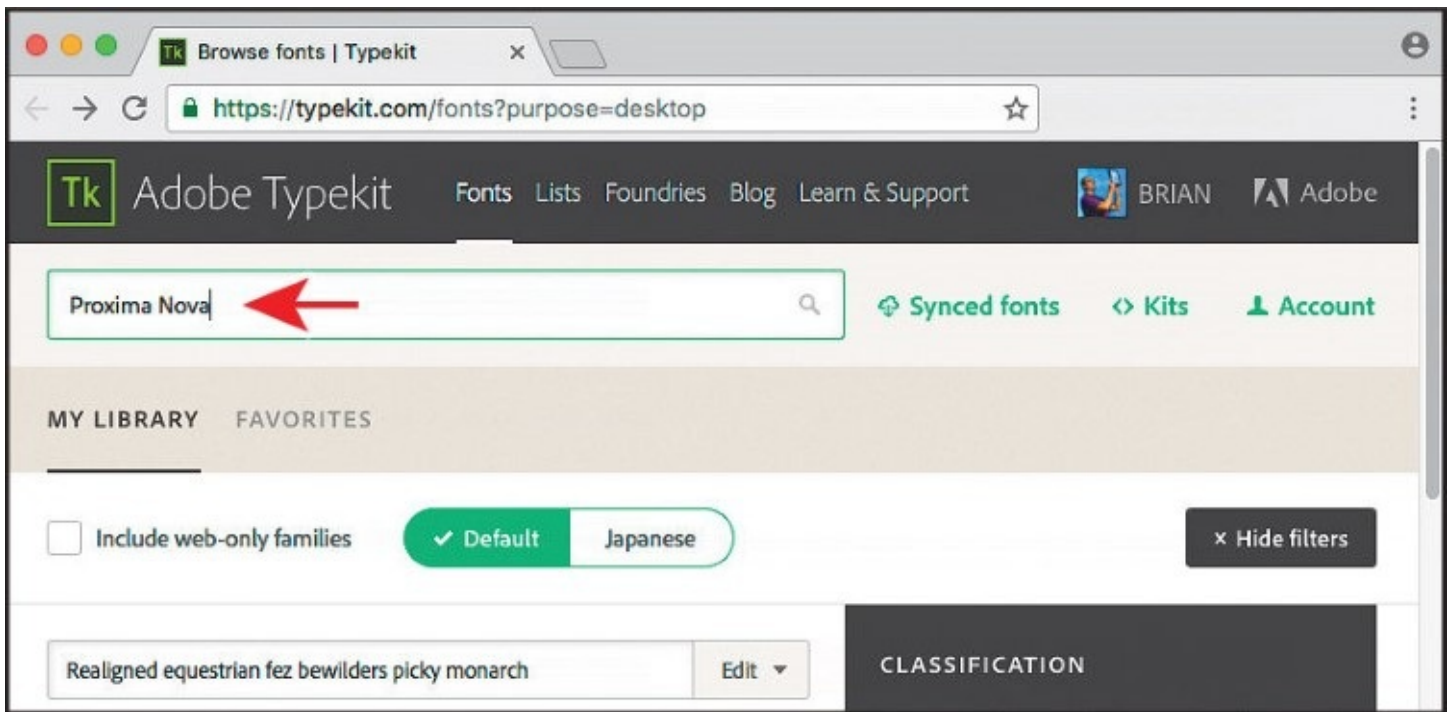 Tk Browse fonts | Typekit ×
https://typekit.com/fonts?purpose=desktop
Tk Adobe Typekit Fonts Lists Foundries Blog Learn & Support BRIAN Adobe
Proxima Nova Synced fonts <> Kits Account
MY LIBRARY FAVORITES
Include web-only families ✓ Default Japanese × Hide filters
Realigned equestrian fez bewilders picky monarch Edit CLASSIFICATION